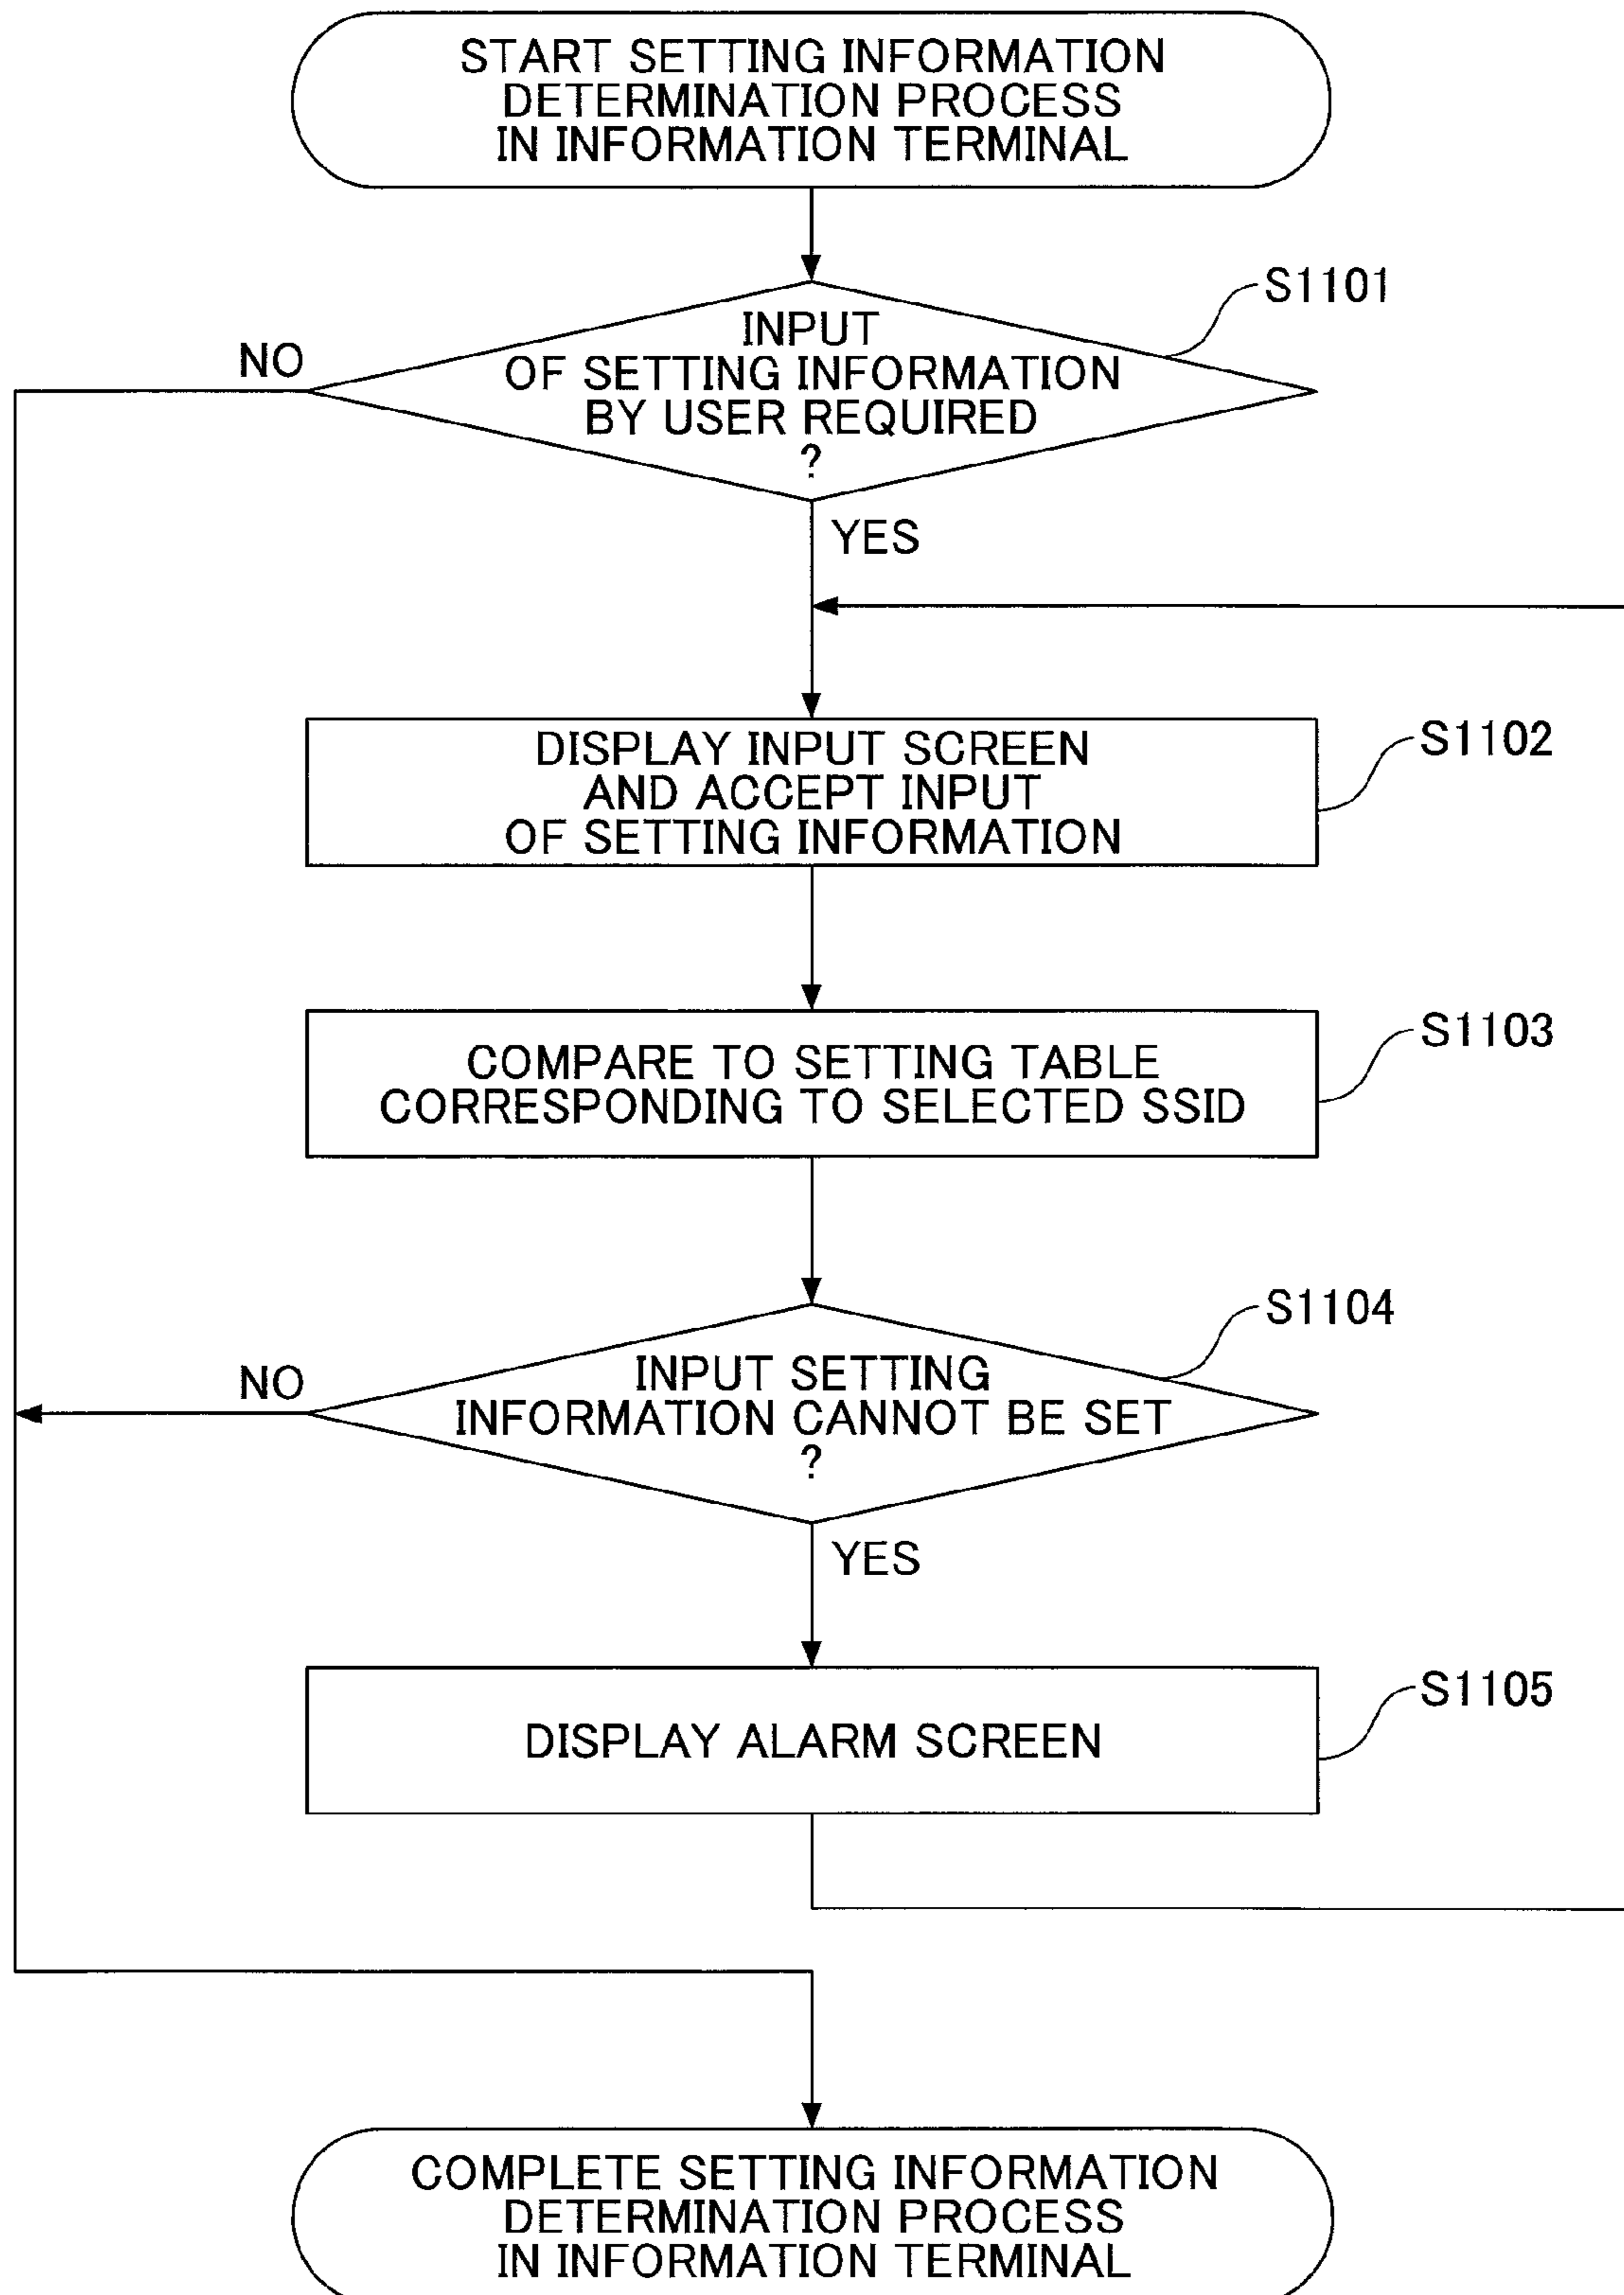 START SETTING INFORMATION
DETERMINATION PROCESS
IN INFORMATION TERMINAL
S1101
INPUT
OF SETTING INFORMATION
BY USER REQUIRED
?
NO
YES
DISPLAY INPUT SCREEN
AND ACCEPT INPUT
OF SETTING INFORMATION
S1102
COMPARE TO SETTING TABLE
CORRESPONDING TO SELECTED SSID
S1103
S1104
INPUT SETTING
INFORMATION CANNOT BE SET
?
NO
YES
DISPLAY ALARM SCREEN
S1105
COMPLETE SETTING INFORMATION
DETERMINATION PROCESS
IN INFORMATION TERMINAL